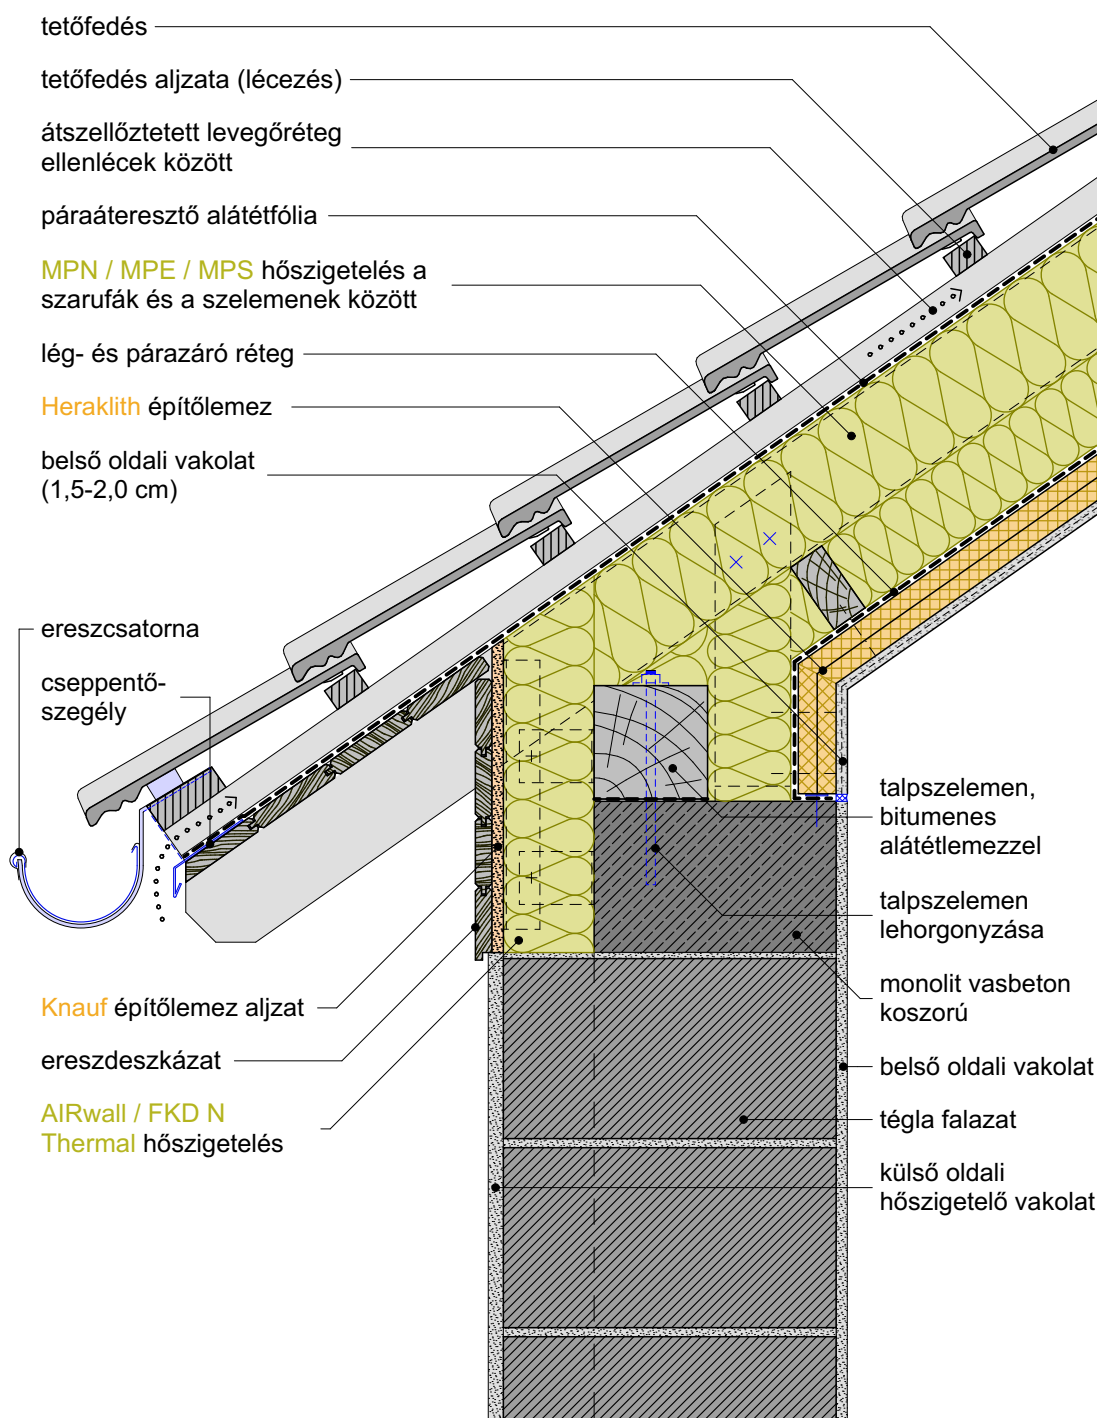 tetőfedés
tetőfedés aljzata (lécezés)
átszellőztetett levegőréteg
ellenlécek között
páraáteresztő alátétfólia
MPN / MPE / MPS hőszigetelés a
szarufák és a szelemenek között
lég- és párazáró réteg
Heraklith építőlemez
belső oldali vakolat
(1,5-2,0 cm)
ereszcsatorna
cseppentő-
szegély
Knauf építőlemez aljzat
ereszdeszkázat
AIRwall / FKD N
Thermal hőszigetelés
talpszelemen,
bitumenes
alátétlemezzel
talpszelemen
lehorgonyzása
monolit vasbeton
koszorú
belső oldali vakolat
tégla falazat
külső oldali
hőszigetelő vakolat